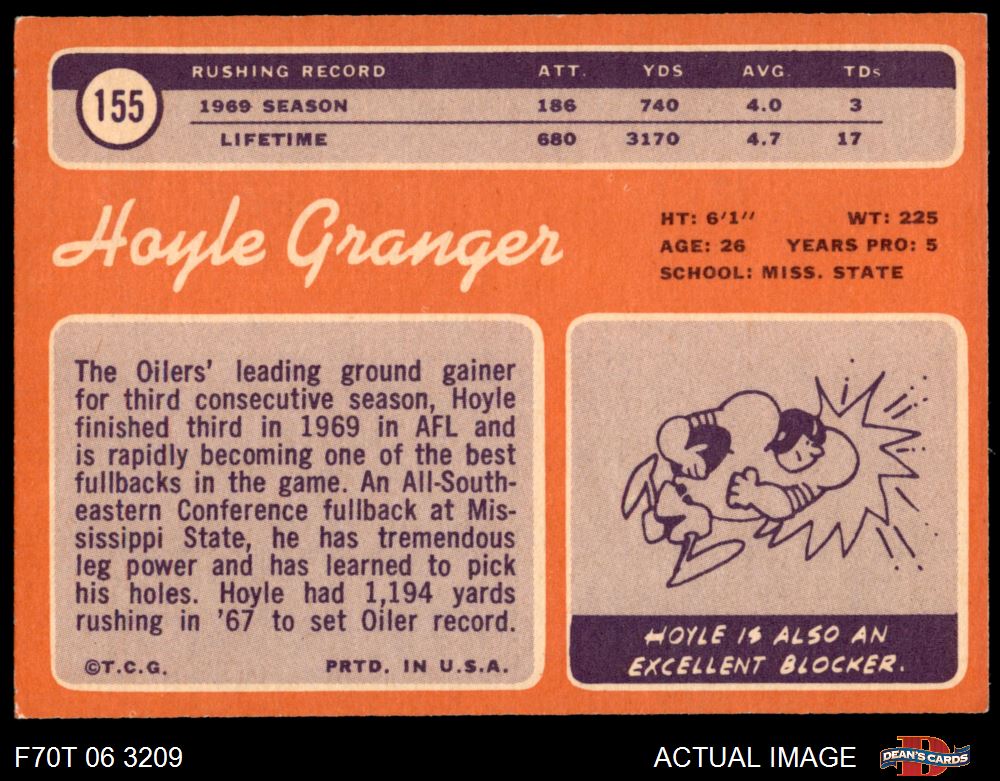 155
RUSHING RECORD ATT. YDS AVG. TDs
1969 SEASON 186 740 4.0 3
LIFETIME 680 3170 4.7 17
Hoyle Granger
HT: 6'1" WT: 225
AGE: 26 YEARS PRO: 5
SCHOOL: MISS. STATE
The Oilers' leading ground gainer
for third consecutive season, Hoyle
finished third in 1969 in AFL and
is rapidly becoming one of the best
fullbacks in the game. An All-South-
eastern Conference fullback at Mis-
sissippi State, he has tremendous
leg power and has learned to pick
his holes. Hoyle had 1,194 yards
rushing in '67 to set Oiler record.
©T.C.G. PRTD. IN U.S.A.
HOYLE IS ALSO AN
EXCELLENT BLOCKER.
F70T 06 3209 ACTUAL IMAGE
D
DEAN'S CARDS